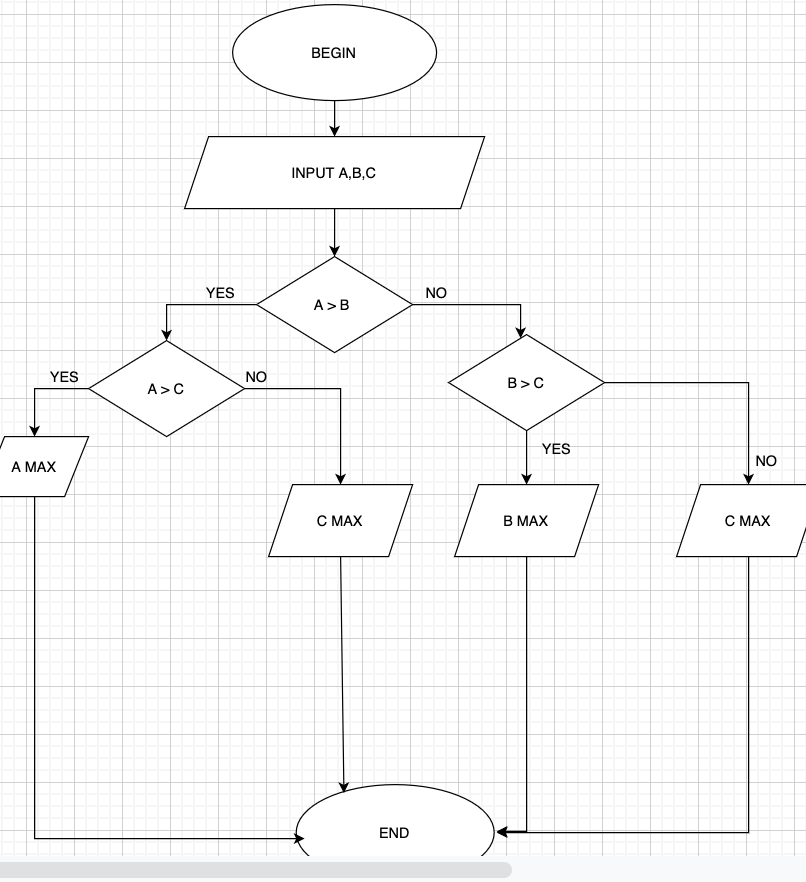 BEGIN
INPUT A,B,C
YES
A > B
NO
YES
A > C
NO
B > C
YES
NO
A MAX
C MAX
B MAX
C MAX
END